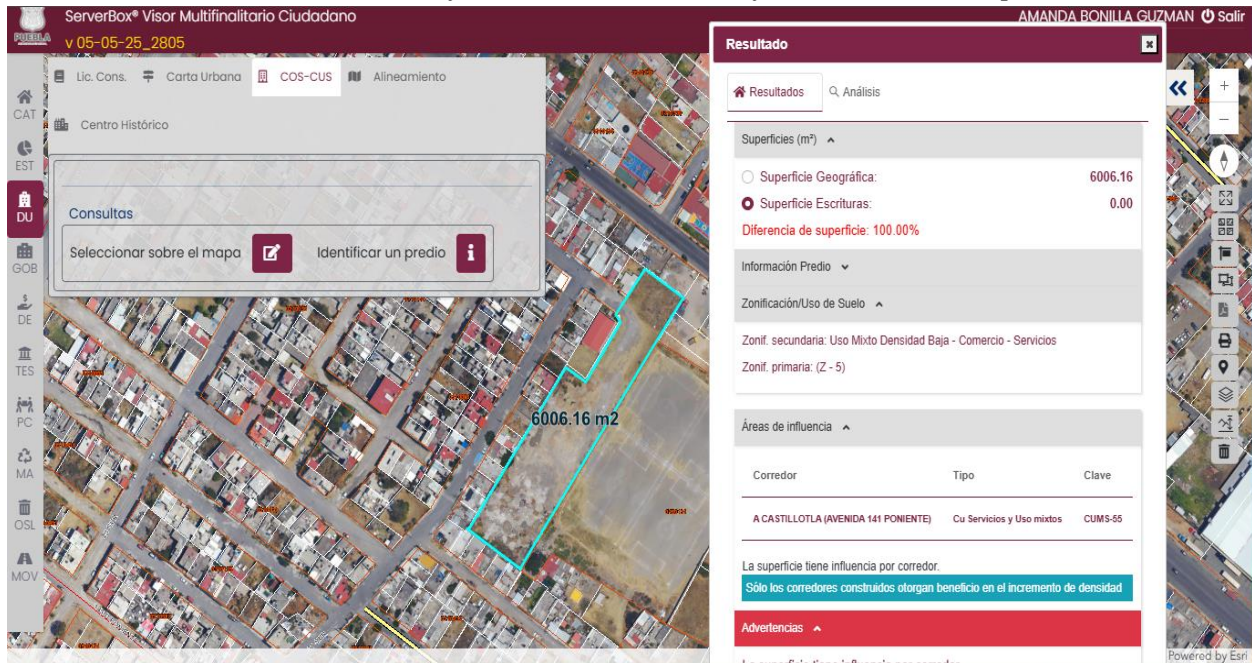 ServerBox® Visor Multifinalitario Ciudadano
AMANDA BONILLA GUZMAN Salir
PUEBLA
v 05-05-25_2805
Lic. Cons. Carta Urbana COS-CUS Alineamiento
Centro Histórico
Consultas
Seleccionar sobre el mapa Identificar un predio
CAT
EST
DU
GOB
DE
TES
PC
MA
OSL
MOV
6006.16 m2
Resultado
Resultados Análisis
Superficies (m²)
Superficie Geográfica: 6006.16
Superficie Escrituras: 0.00
Diferencia de superficie: 100.00%
Información Predio
Zonificación/Uso de Suelo
Zonif. secundaria: Uso Mixto Densidad Baja - Comercio - Servicios
Zonif. primaria: (Z - 5)
Áreas de influencia
Corredor Tipo Clave
A CASTILLOTLA (AVENIDA 141 PONIENTE) Cu Servicios y Uso mixtos CUMS-55
La superficie tiene influencia por corredor.
Sólo los corredores construidos otorgan beneficio en el incremento de densidad
Advertencias
Powered by Esri